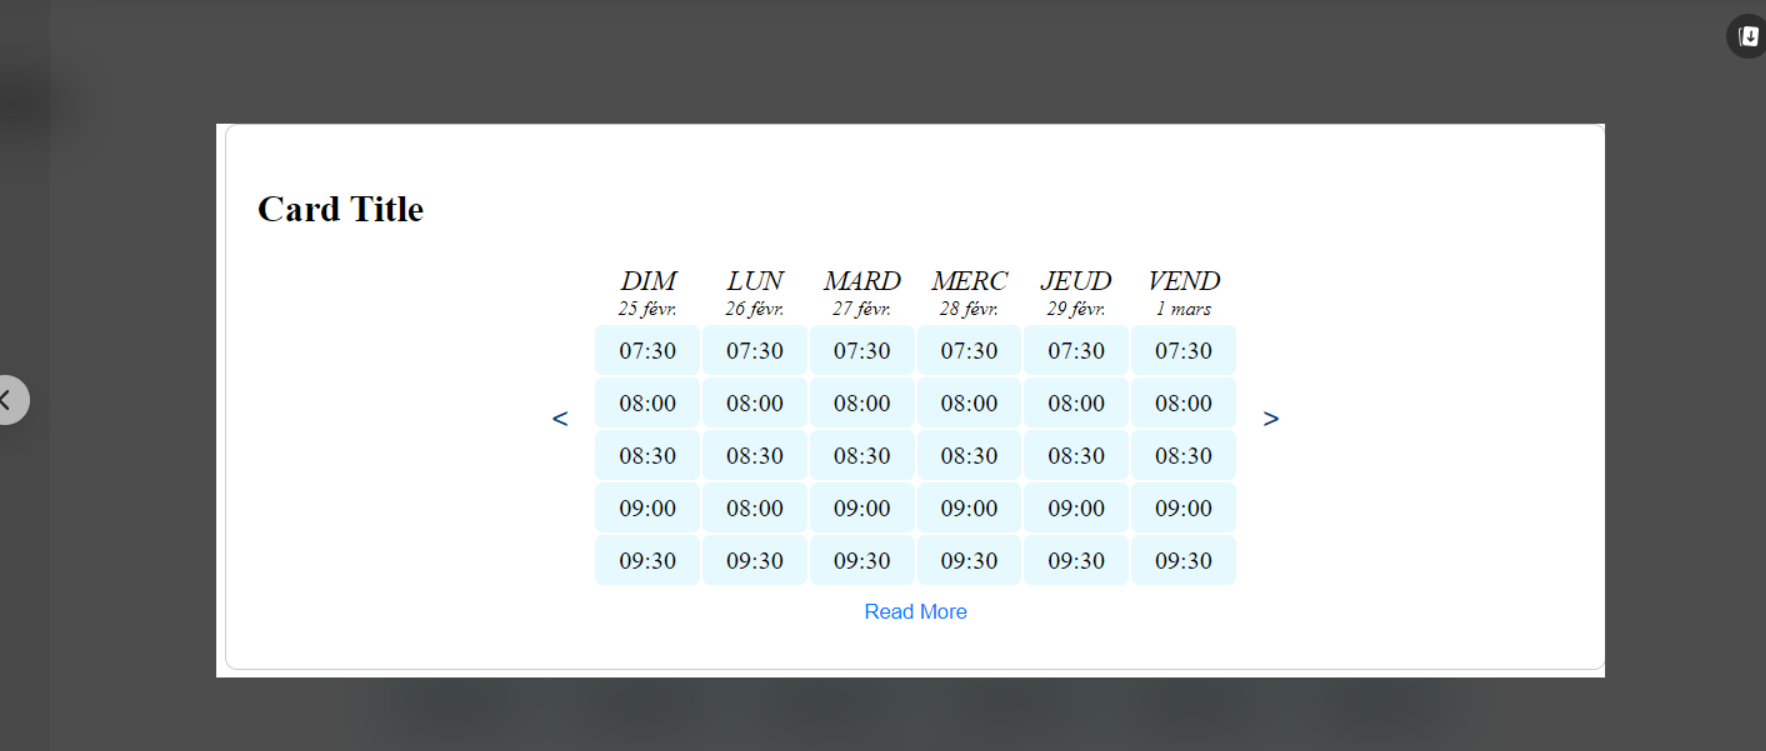 Card Title
DIM LUN MARD MERC JEUD VEND
25 févr. 26 févr. 27 févr. 28 févr. 29 févr. 1 mars
07:30 07:30 07:30 07:30 07:30 07:30
08:00 08:00 08:00 08:00 08:00 08:00
< >
08:30 08:30 08:30 08:30 08:30 08:30
09:00 08:00 09:00 09:00 09:00 09:00
09:30 09:30 09:30 09:30 09:30 09:30
Read More